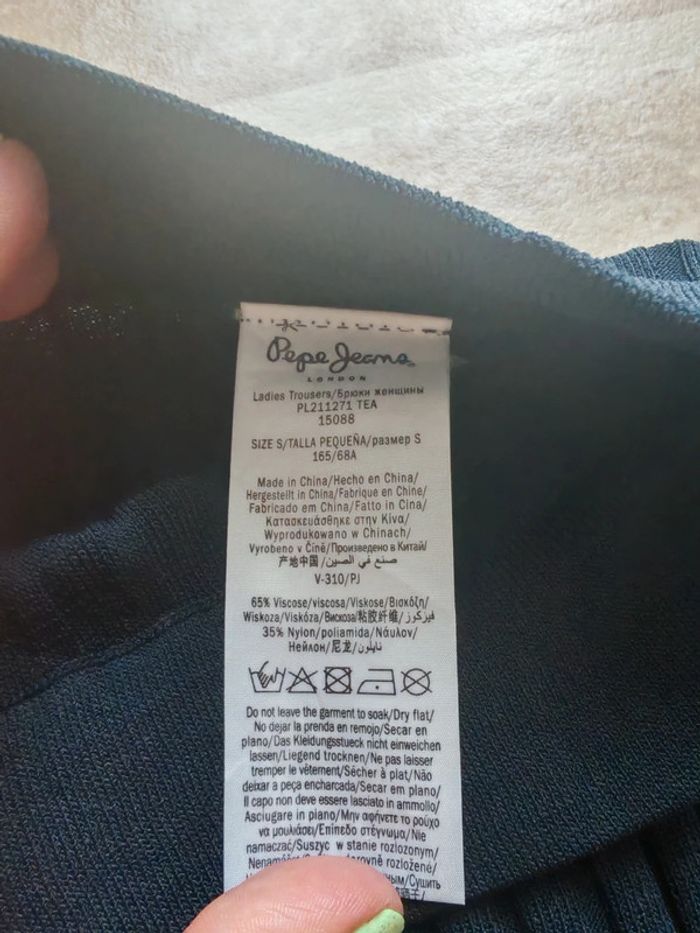 Pepe Jeans
LONDON
Ladies Trousers/Брюки женщины
PL211271 TEA
15088
SIZE S/TALLA PEQUEÑA/размер S
165/68A
Made in China/Hecho en China/
Hergestellt in China/Fabrique en Chine/
Fabricado em China/Fatto in Cina/
Κατασκευάσθηκε στην Κίνα/
Wyprodukowano w Chinach/
Vyrobeno v Číně/Произведено в Китай/
产地中国/صنع في الصين/
V-310/PJ
65% Viscose/viscosa/Viskose/Βισκόζη/
Wiskoza/Viskóza/Вискоза/粘胶纤维/فيزكوز/
35% Nylon/poliamida/Νάυλον/
Нейлон/尼龙/نايلون/
Do not leave the garment to soak/Dry flat/
No dejar la prenda en remojo/Secar en
plano/Das Kleidungsstueck nicht einweichen
lassen/Liegend trocknen/Ne pas laisser
tremper le vêtement/Sécher à plat/Não
deixar a peça encharcada/Secar em plano/
Il capo non deve essere lasciato in ammollo/
Asciugare in piano/Μην αφήνετε το ρούχο
να μουλιάσει/Επίπεδο στέγνωμα/Nie
namaczać/Suszyc w stanie rozlozonym/
rozložené/
Сушить